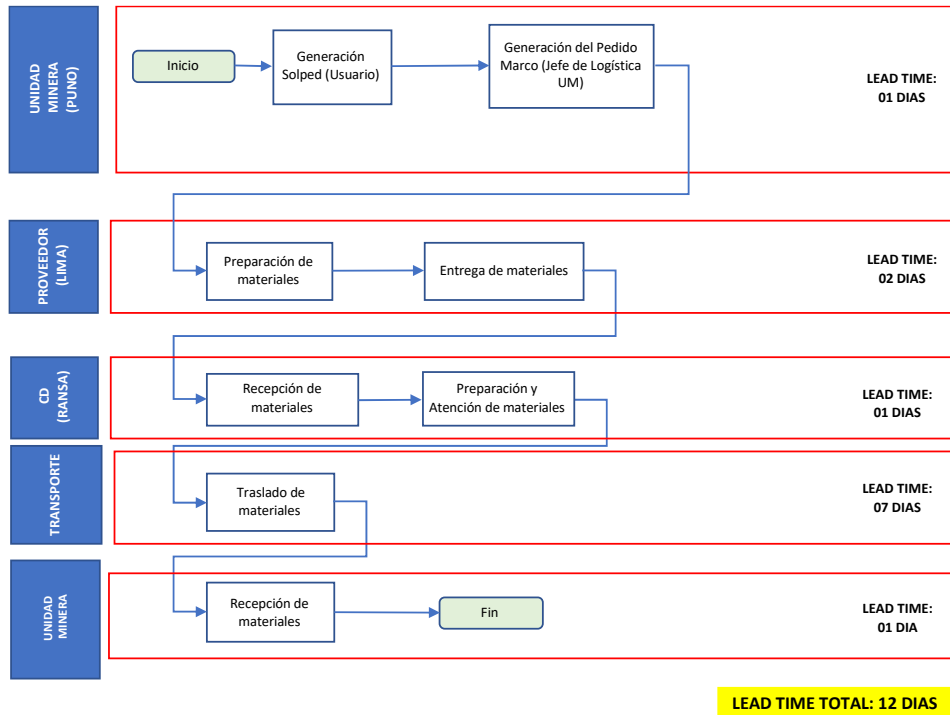 UNIDAD
MINERA
(PUNO)
Inicio
Generación
Solped (Usuario)
Generación del Pedido
Marco (Jefe de Logística
UM)
LEAD TIME:
01 DIAS
PROVEEDOR
(LIMA)
Preparación de
materiales
Entrega de materiales
LEAD TIME:
02 DIAS
CD
(RANSA)
Recepción de
materiales
Preparación y
Atención de materiales
LEAD TIME:
01 DIAS
TRANSPORTE
Traslado de
materiales
LEAD TIME:
07 DIAS
UNIDAD
MINERA
Recepción de
materiales
Fin
LEAD TIME:
01 DIA
LEAD TIME TOTAL: 12 DIAS